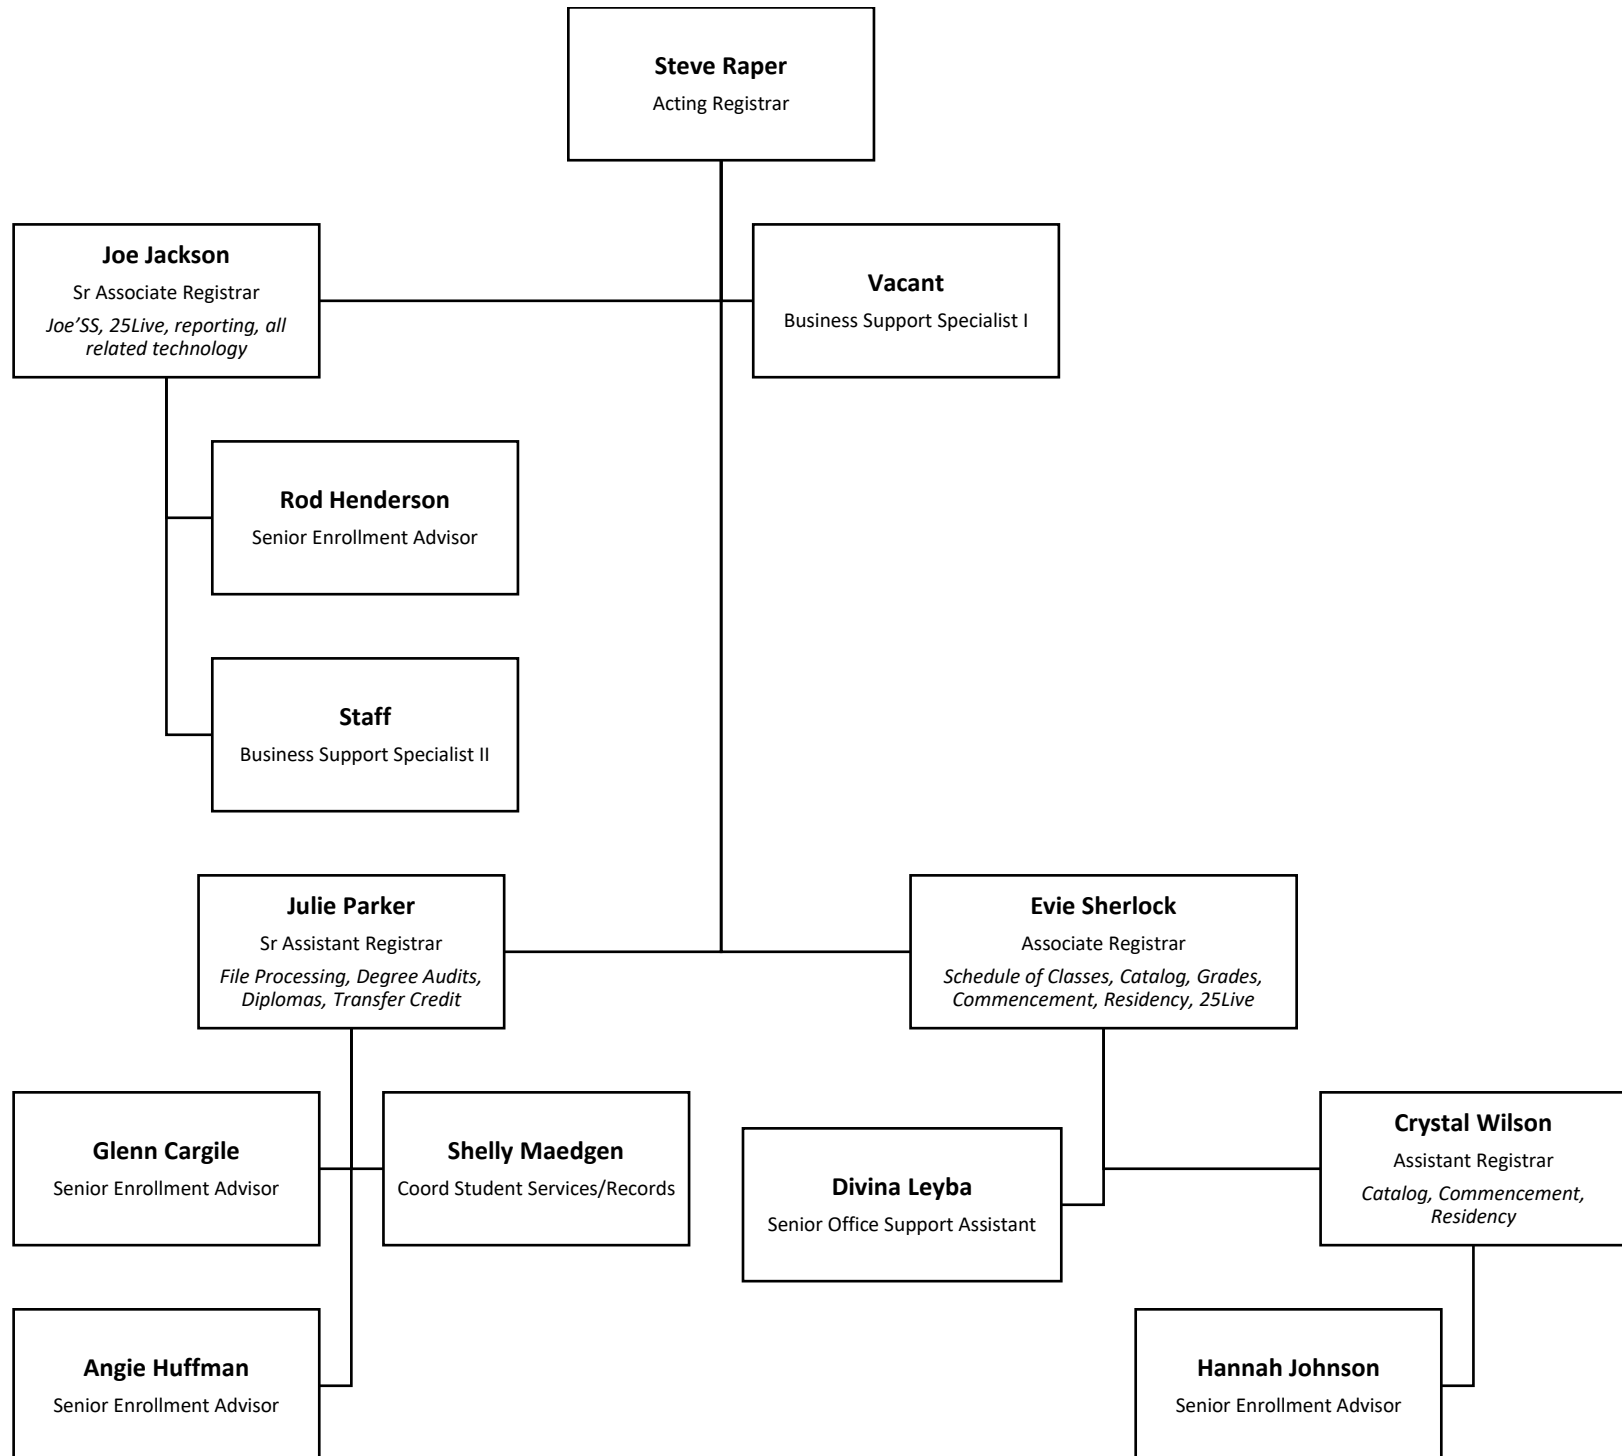 Steve Raper
Acting Registrar
Joe Jackson
Sr Associate Registrar
Joe’SS, 25Live, reporting, all
related technology
Vacant
Business Support Specialist I
Rod Henderson
Senior Enrollment Advisor
Staff
Business Support Specialist II
Julie Parker
Sr Assistant Registrar
File Processing, Degree Audits,
Diplomas, Transfer Credit
Evie Sherlock
Associate Registrar
Schedule of Classes, Catalog, Grades,
Commencement, Residency, 25Live
Glenn Cargile
Senior Enrollment Advisor
Shelly Maedgen
Coord Student Services/Records
Divina Leyba
Senior Office Support Assistant
Crystal Wilson
Assistant Registrar
Catalog, Commencement,
Residency
Angie Huffman
Senior Enrollment Advisor
Hannah Johnson
Senior Enrollment Advisor